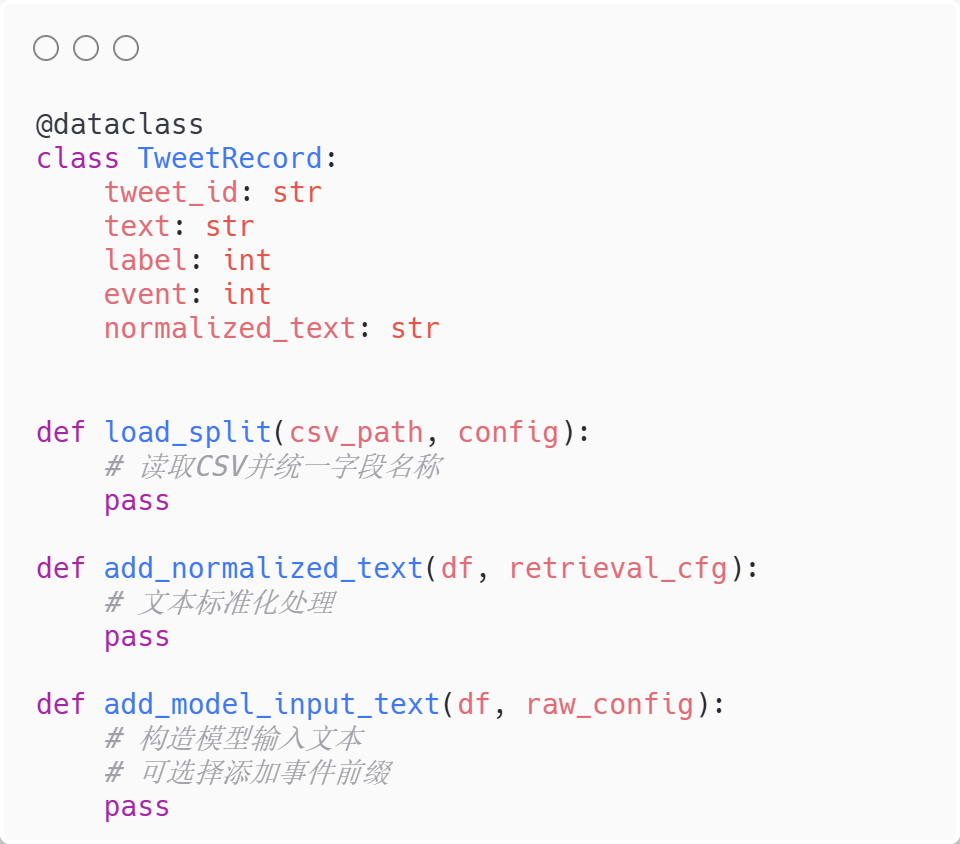 @dataclass
class TweetRecord:
    tweet_id: str
    text: str
    label: int
    event: int
    normalized_text: str
def load_split(csv_path, config):
    # 读取CSV并统一字段名称
    pass
def add_normalized_text(df, retrieval_cfg):
    # 文本标准化处理
    pass
def add_model_input_text(df, raw_config):
    # 构造模型输入文本
    # 可选择添加事件前缀
    pass